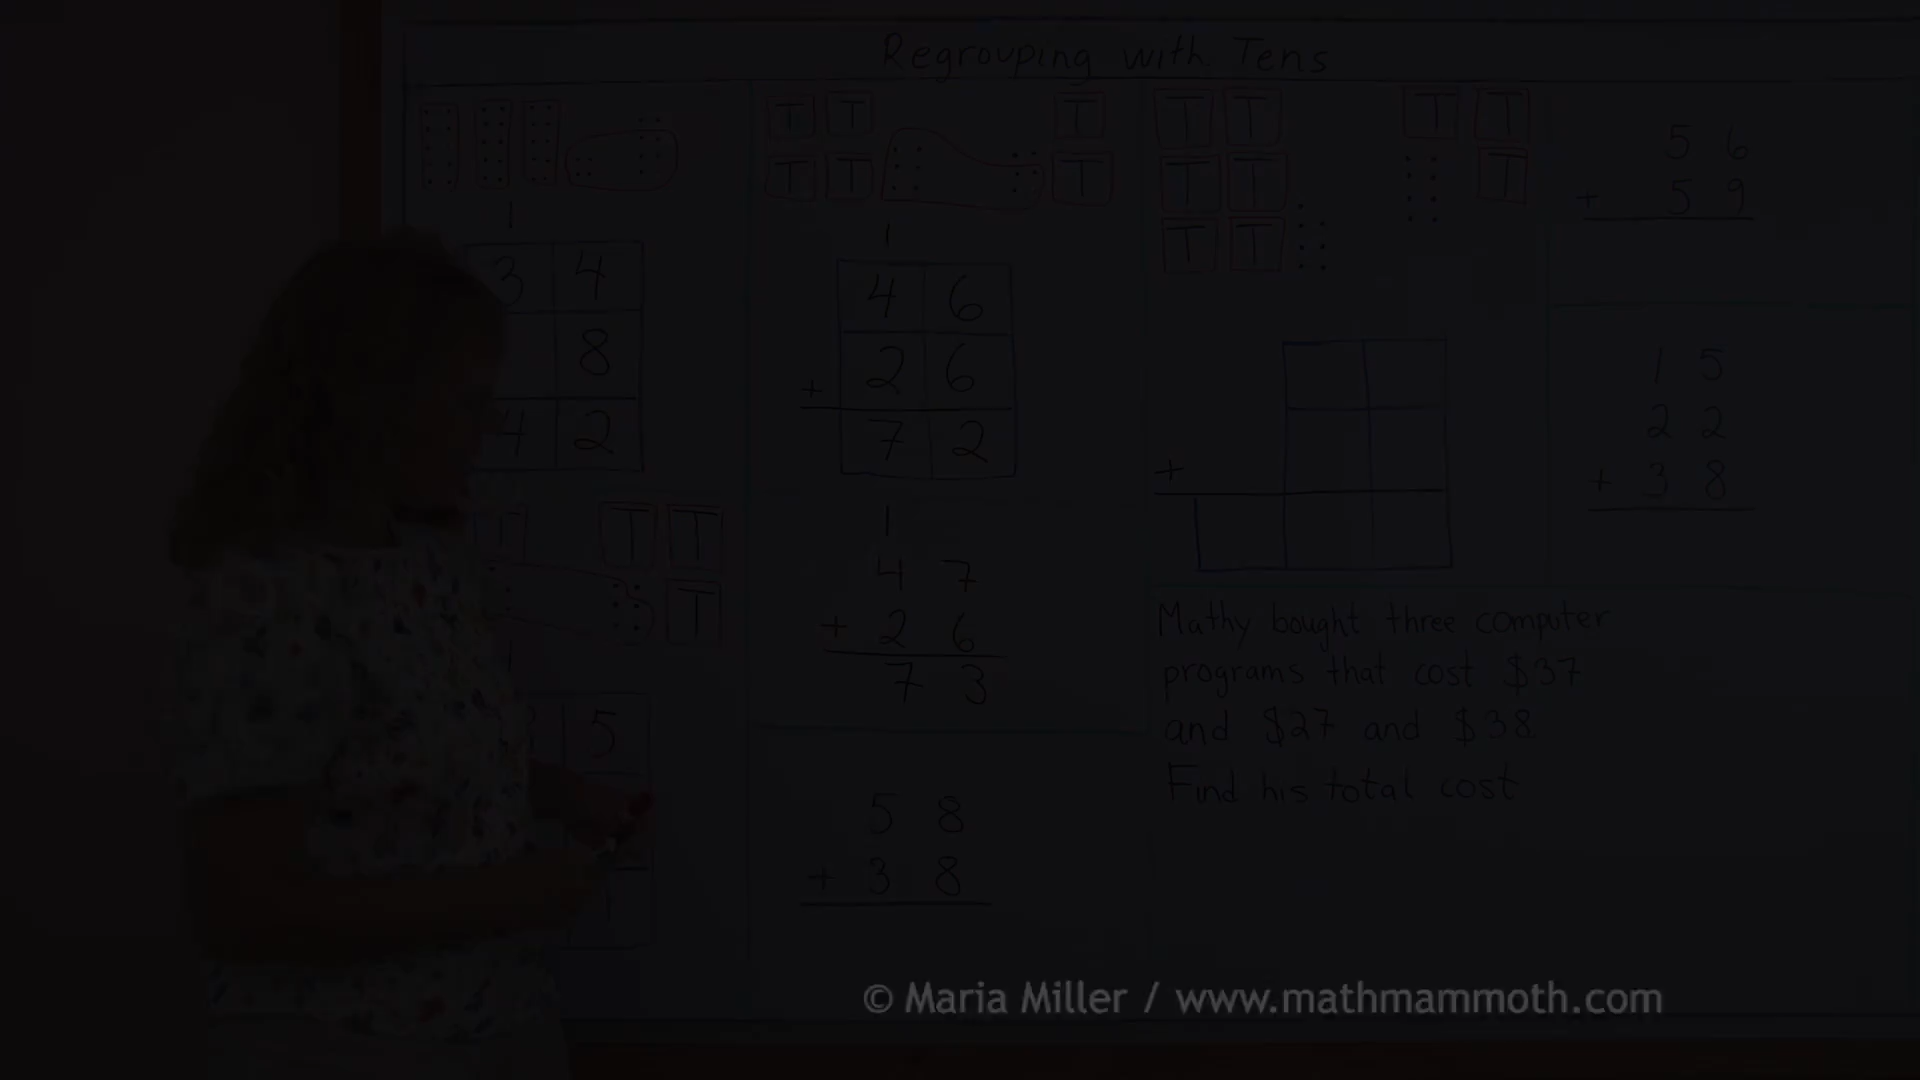 Regrouping with Tens
1
3 4
8
4 2
T T
T T
1
4 6
+ 2 6
7 2
T
T
T T
T
1
5
1
1
4 7
+ 2 6
7 3
5 8
+ 3 8
T T
T T
T T
T T
T
+
5 6
+ 5 9
1 5
2 2
+ 3 8
Mathy bought three computer
programs that cost $37
and $27 and $38
Find his total cost
© Maria Miller / www.mathmammoth.com